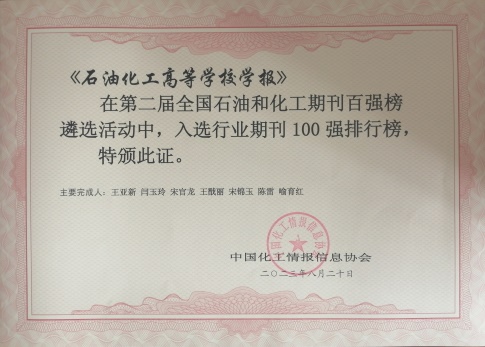 《石油化工高等学校学报》
在第二届全国石油和化工期刊百强榜
遴选活动中，入选行业期刊100强排行榜，
特颁此证。
主要完成人：王亚新 闫玉玲 宋官龙 王戬丽 宋锦玉 陈雷 喻育红
中国化工情报信息协会
二〇二三年八月二十日